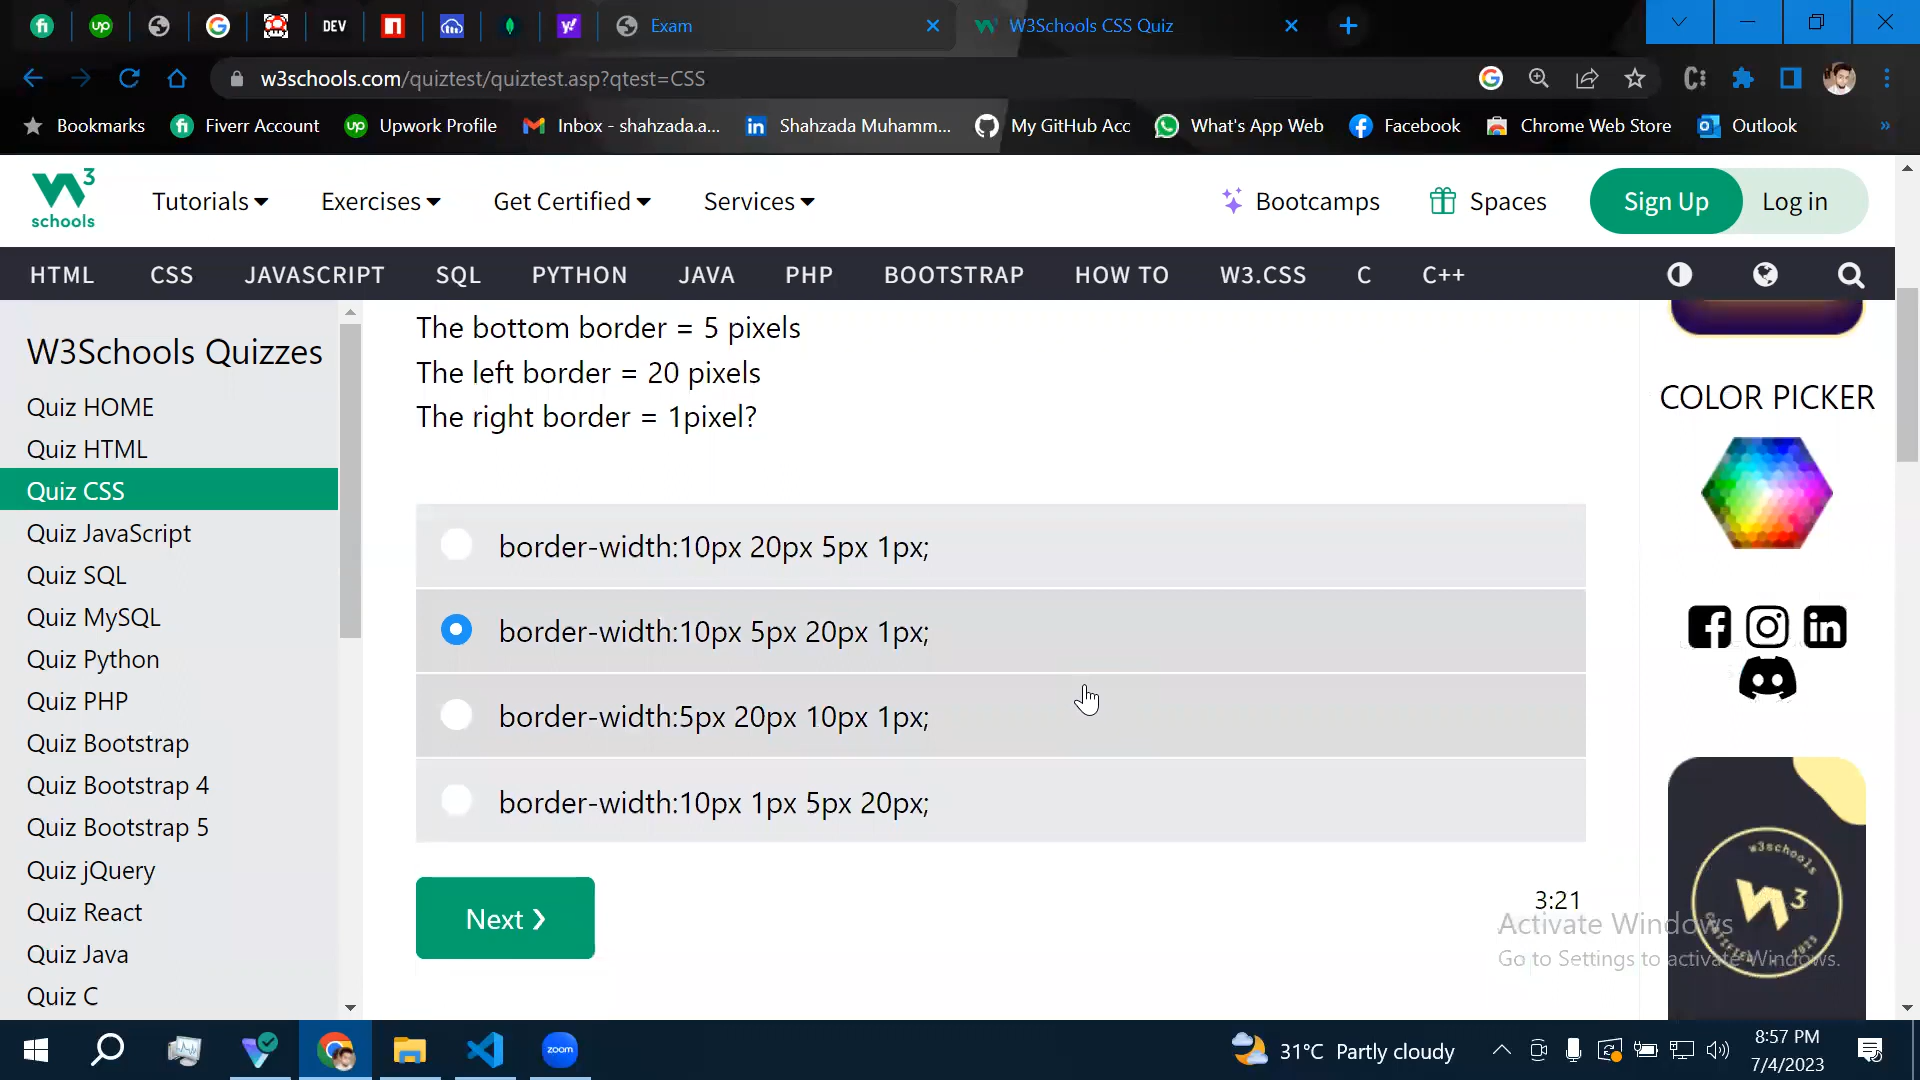 DEV
Exam
W3Schools CSS Quiz
w3schools.com/quiztest/quiztest.asp?qtest=CSS
Bookmarks
Fiverr Account
Upwork Profile
Inbox - shahzada.a...
Shahzada Muhamm...
My GitHub Acc
What's App Web
Facebook
Chrome Web Store
Outlook
»
W3 schools
Tutorials
Exercises
Get Certified
Services
Bootcamps
Spaces
Sign Up
Log in
HTML CSS JAVASCRIPT SQL PYTHON JAVA PHP BOOTSTRAP HOW TO W3.CSS C C++
W3Schools Quizzes
Quiz HOME
Quiz HTML
Quiz CSS
Quiz JavaScript
Quiz SQL
Quiz MySQL
Quiz Python
Quiz PHP
Quiz Bootstrap
Quiz Bootstrap 4
Quiz Bootstrap 5
Quiz jQuery
Quiz React
Quiz Java
Quiz C
The bottom border = 5 pixels
The left border = 20 pixels
The right border = 1pixel?
border-width:10px 20px 5px 1px;
border-width:10px 5px 20px 1px;
border-width:5px 20px 10px 1px;
border-width:10px 1px 5px 20px;
Next ❯
3:21
COLOR PICKER
w3schools
CERTIFIED . 2023
Activate Windows
Go to Settings to activate Windows.
zoom
31°C Partly cloudy
8:57 PM
7/4/2023